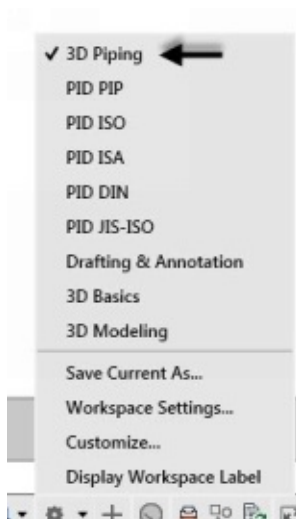 3D Piping
PID PIP
PID ISO
PID ISA
PID DIN
PID JIS-ISO
Drafting & Annotation
3D Basics
3D Modeling
Save Current As...
Workspace Settings...
Customize...
Display Workspace Label